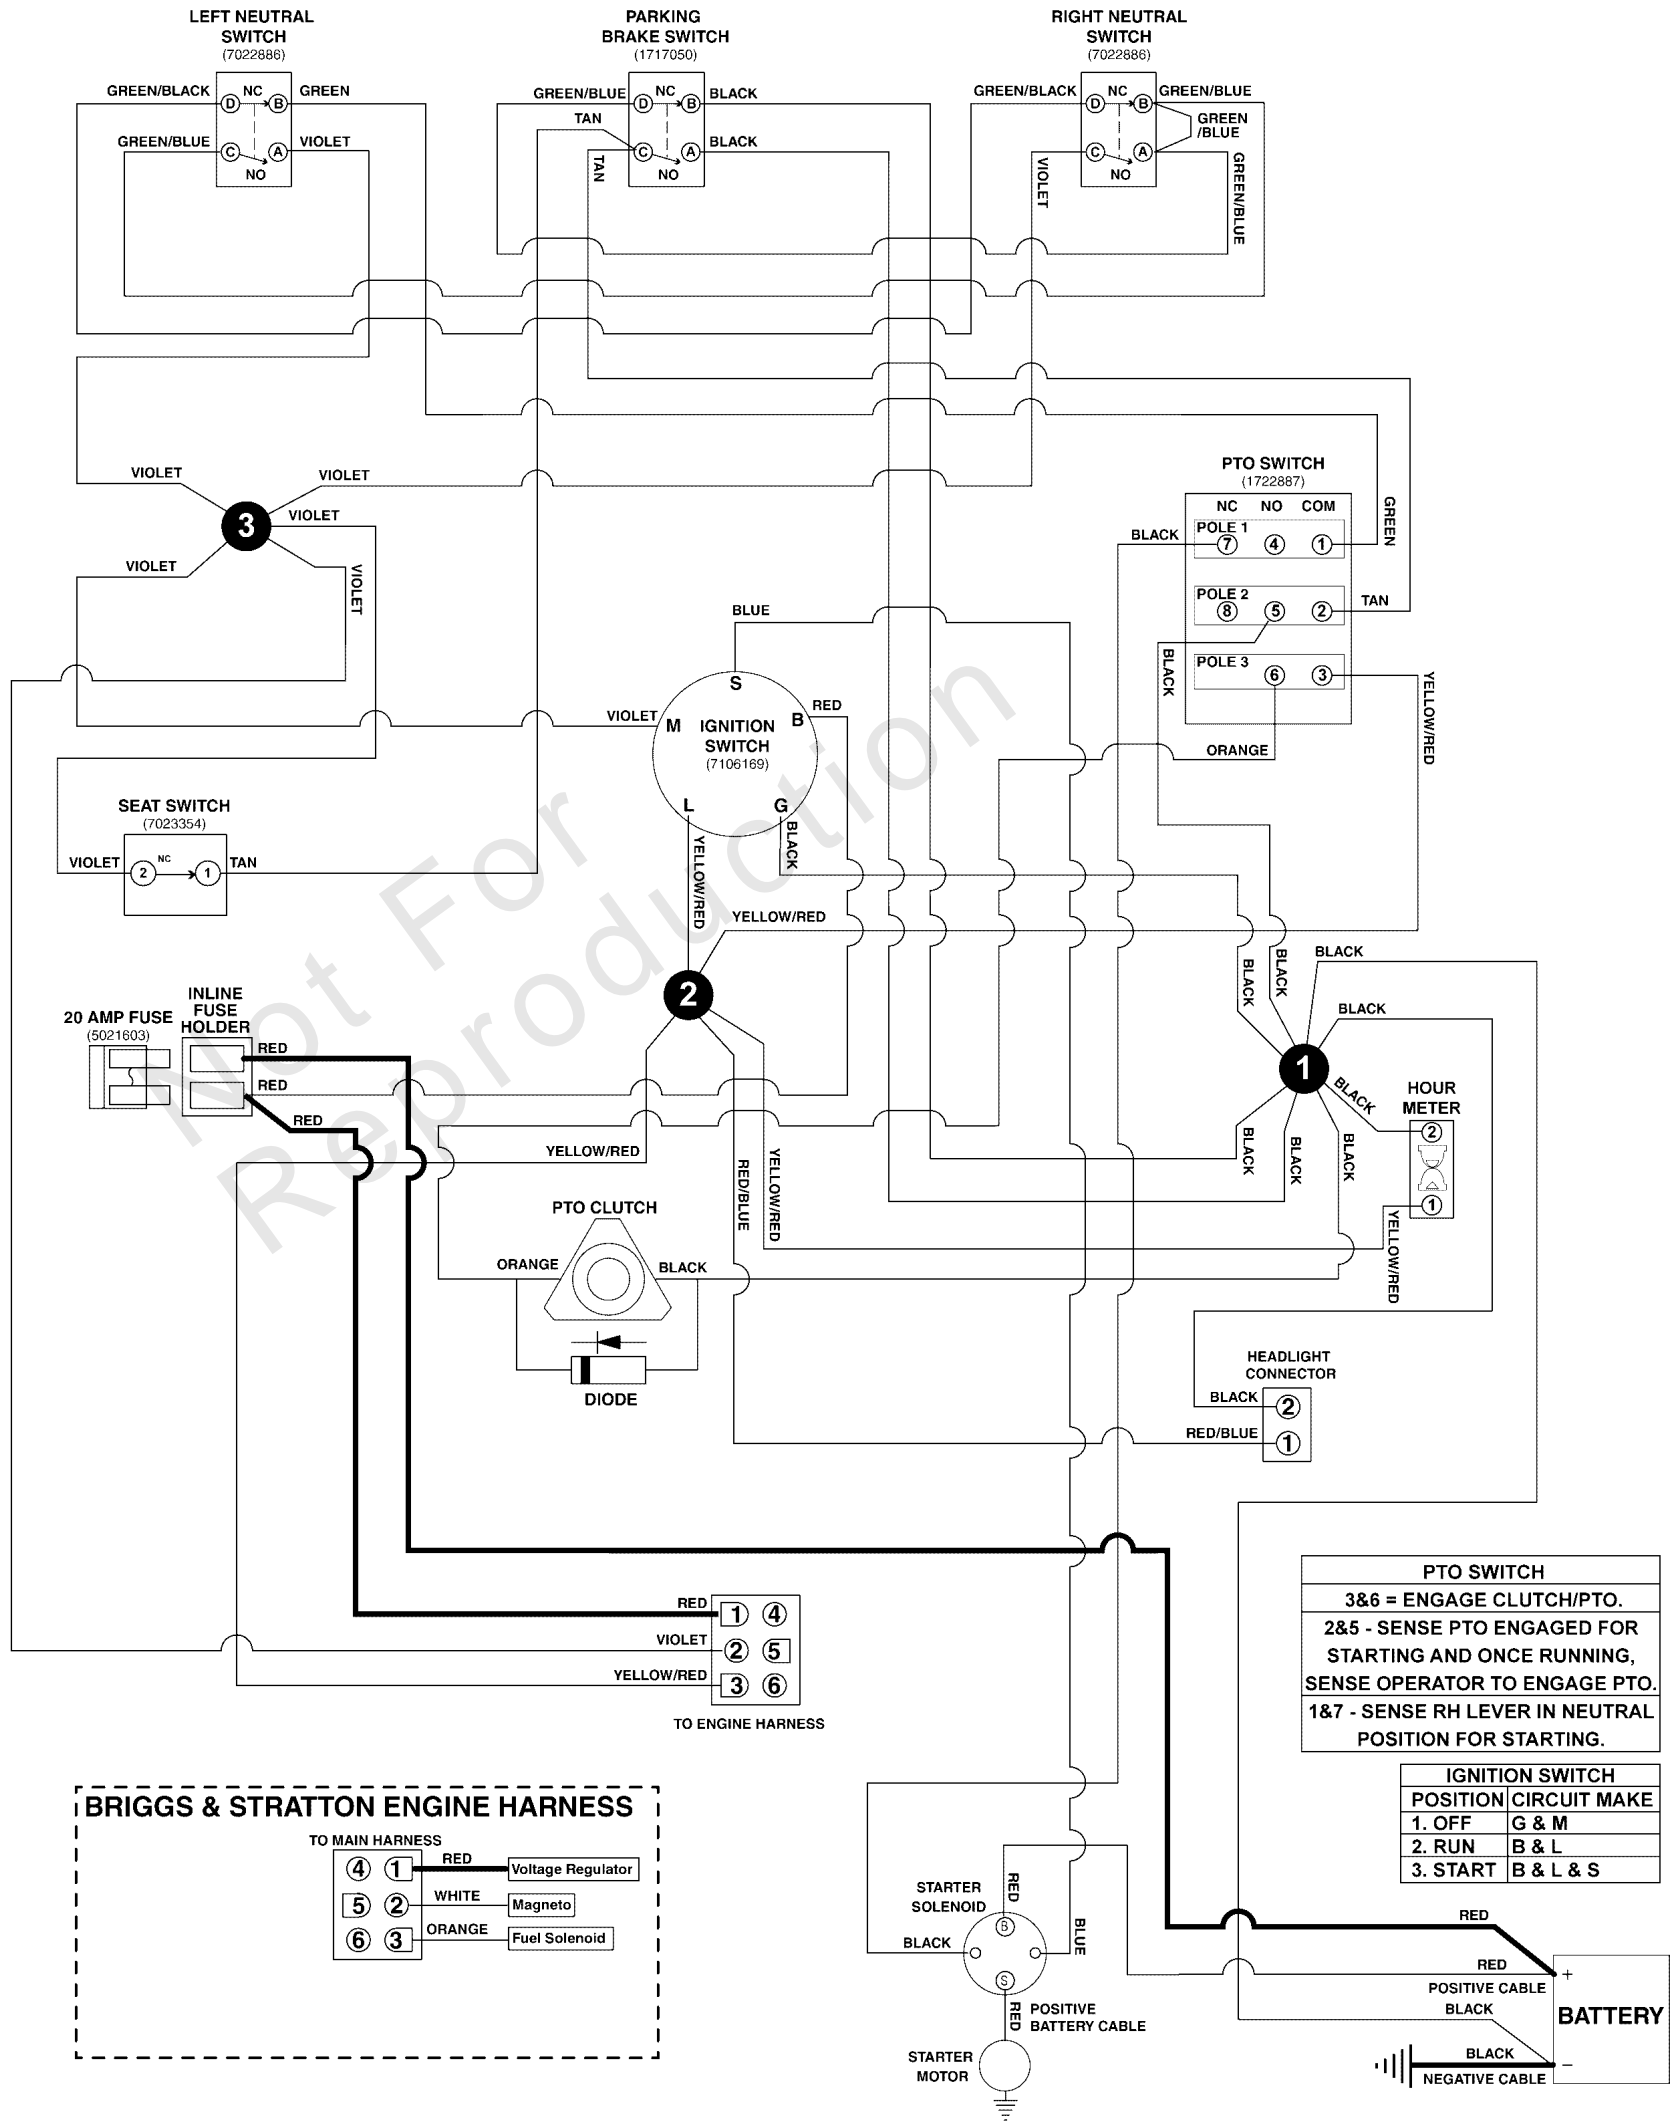 LEFT NEUTRAL
SWITCH
(7022886)
PARKING
BRAKE SWITCH
(1717050)
RIGHT NEUTRAL
SWITCH
(7022886)
GREEN/BLACK
D
NC
B
GREEN
GREEN/BLUE
C
A
VIOLET
NO
GREEN/BLUE
D
NC
B
BLACK
TAN
C
A
BLACK
TAN
NO
GREEN/BLACK
D
NC
B
GREEN/BLUE
GREEN
/BLUE
C
A
NO
VIOLET
GREEN/BLUE
VIOLET
VIOLET
3
VIOLET
VIOLET
VIOLET
PTO SWITCH
(1722887)
NC NO COM
POLE 1
BLACK
7 4 1
GREEN
POLE 2
8 5 2
TAN
BLACK
POLE 3
6 3
YELLOW/RED
ORANGE
BLUE
S
VIOLET
M
IGNITION
SWITCH
(7106169)
B
RED
L
G
YELLOW/RED
BLACK
SEAT SWITCH
(7023354)
VIOLET
2
NC
1
TAN
YELLOW/RED
2
Not For
Reproduction
20 AMP FUSE
(5021603)
INLINE
FUSE
HOLDER
RED
RED
RED
YELLOW/RED
RED/BLUE
YELLOW/RED
BLACK
BLACK
BLACK
BLACK
1
BLACK
BLACK
BLACK
BLACK
HOUR
METER
2
1
YELLOW/RED
PTO CLUTCH
ORANGE
BLACK
DIODE
HEADLIGHT
CONNECTOR
BLACK
2
RED/BLUE
1
RED
1 4
VIOLET
2 5
YELLOW/RED
3 6
TO ENGINE HARNESS
PTO SWITCH
3&6 = ENGAGE CLUTCH/PTO.
2&5 - SENSE PTO ENGAGED FOR
STARTING AND ONCE RUNNING,
SENSE OPERATOR TO ENGAGE PTO.
1&7 - SENSE RH LEVER IN NEUTRAL
POSITION FOR STARTING.
IGNITION SWITCH
POSITION CIRCUIT MAKE
1. OFF G & M
2. RUN B & L
3. START B & L & S
BRIGGS & STRATTON ENGINE HARNESS
TO MAIN HARNESS
4 1
RED
Voltage Regulator
5 2
WHITE
Magneto
6 3
ORANGE
Fuel Solenoid
STARTER
SOLENOID
RED
B
BLACK
BLUE
S
RED
POSITIVE
BATTERY CABLE
STARTER
MOTOR
RED
RED
+
POSITIVE CABLE
BLACK
BATTERY
BLACK
−
NEGATIVE CABLE